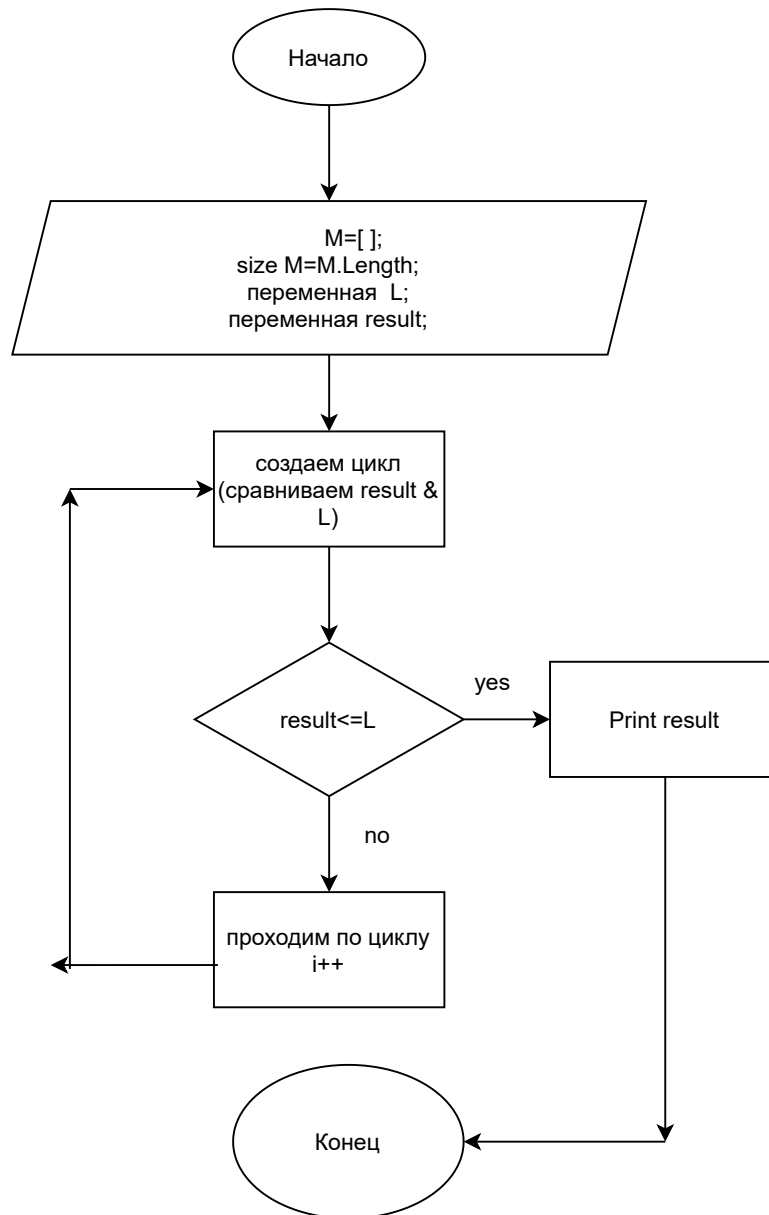 Начало
M=[ ];
size M=M.Length;
переменная L;
переменная result;
создаем цикл
(сравниваем result &
L)
result<=L
yes
Print result
no
проходим по циклу
i++
Конец